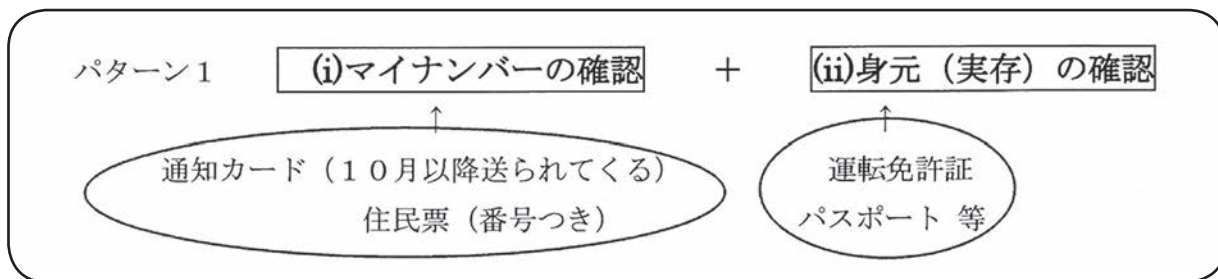 パターン1 (i)マイナンバーの確認 + (ii)身元(実存)の確認
↑ ↑
通知カード(10月以降送られてくる) 運転免許証
住民票(番号つき) パスポート 等